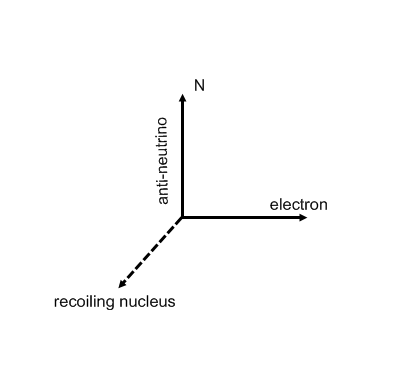 N
anti-neutrino
electron
recoiling nucleus